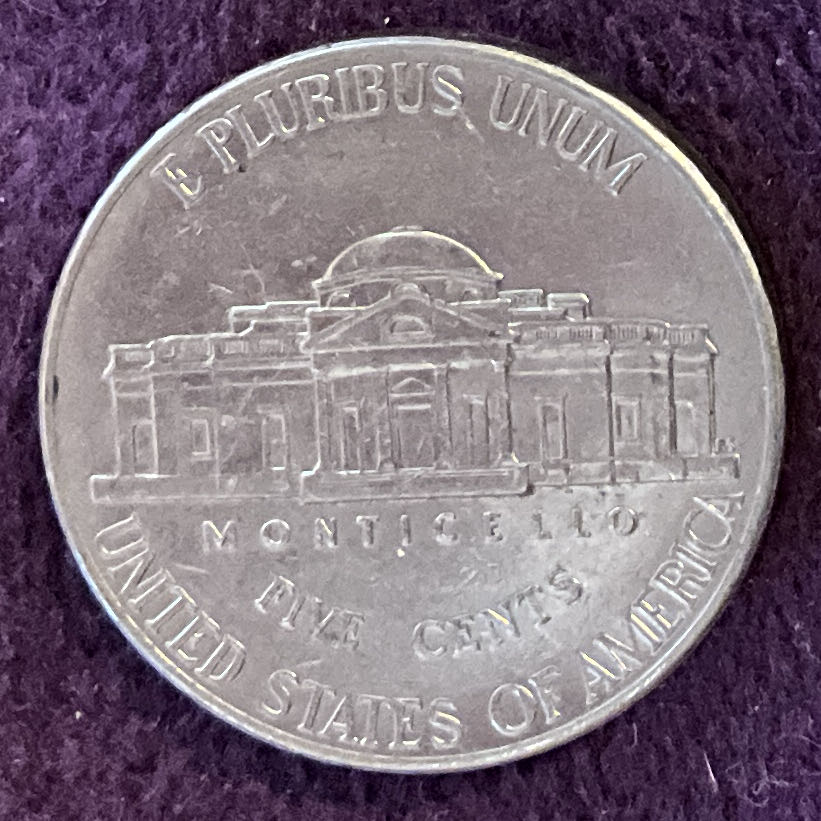 E PLURIBUS UNUM
MONTICELLO
FIVE CENTS
UNITED STATES OF AMERICA